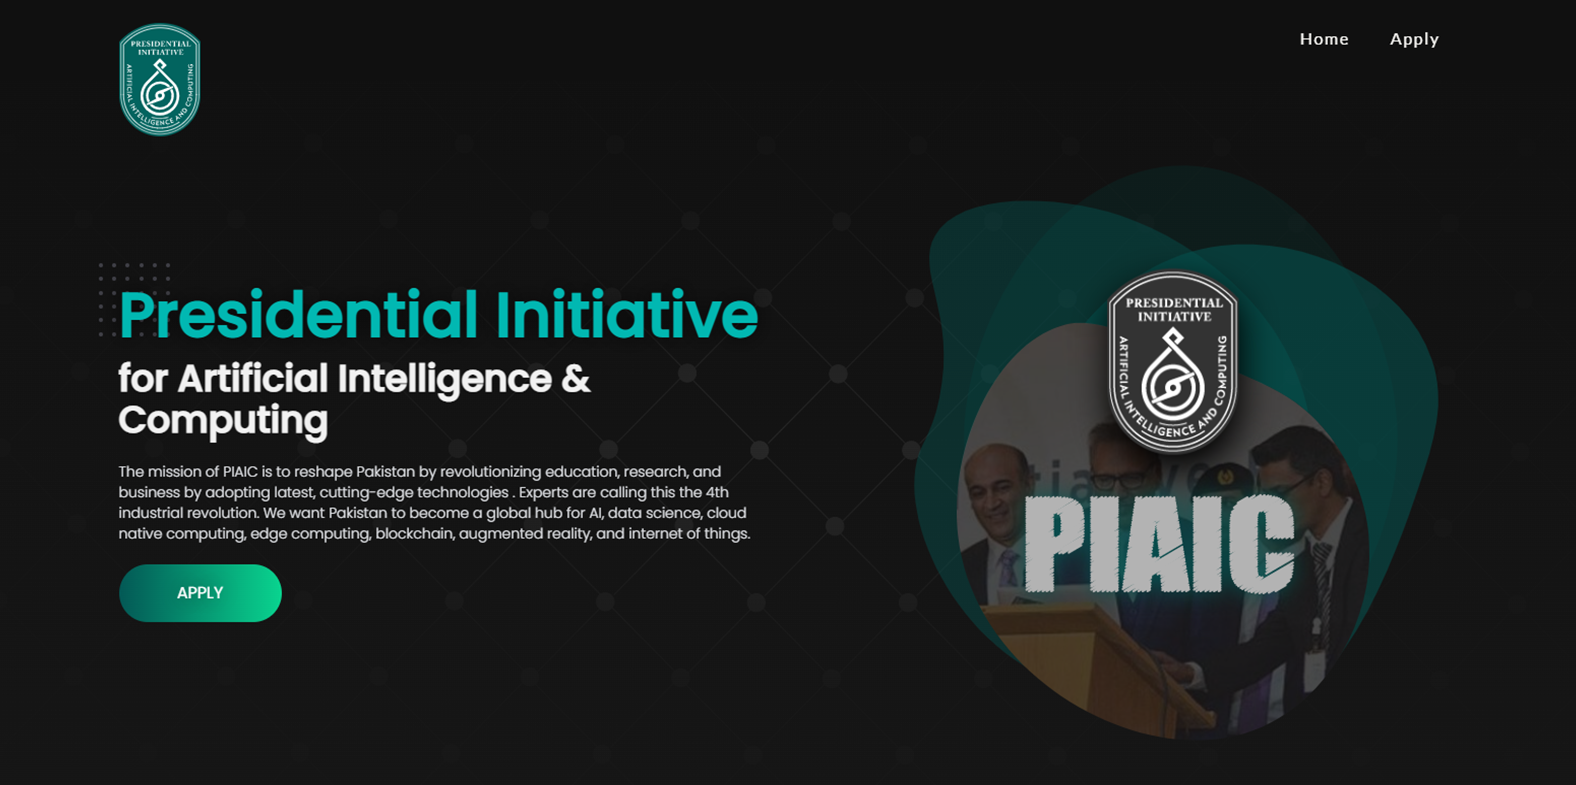 PRESIDENTIAL
INITIATIVE
ARTIFICIAL INTELLIGENCE AND COMPUTING
Home
Apply
Presidential Initiative
for Artificial Intelligence &
Computing
The mission of PIAIC is to reshape Pakistan by revolutionizing education, research, and
business by adopting latest, cutting-edge technologies . Experts are calling this the 4th
industrial revolution. We want Pakistan to become a global hub for AI, data science, cloud
native computing, edge computing, blockchain, augmented reality, and internet of things.
APPLY
PRESIDENTIAL
INITIATIVE
ARTIFICIAL INTELLIGENCE AND COMPUTING
PIAIC